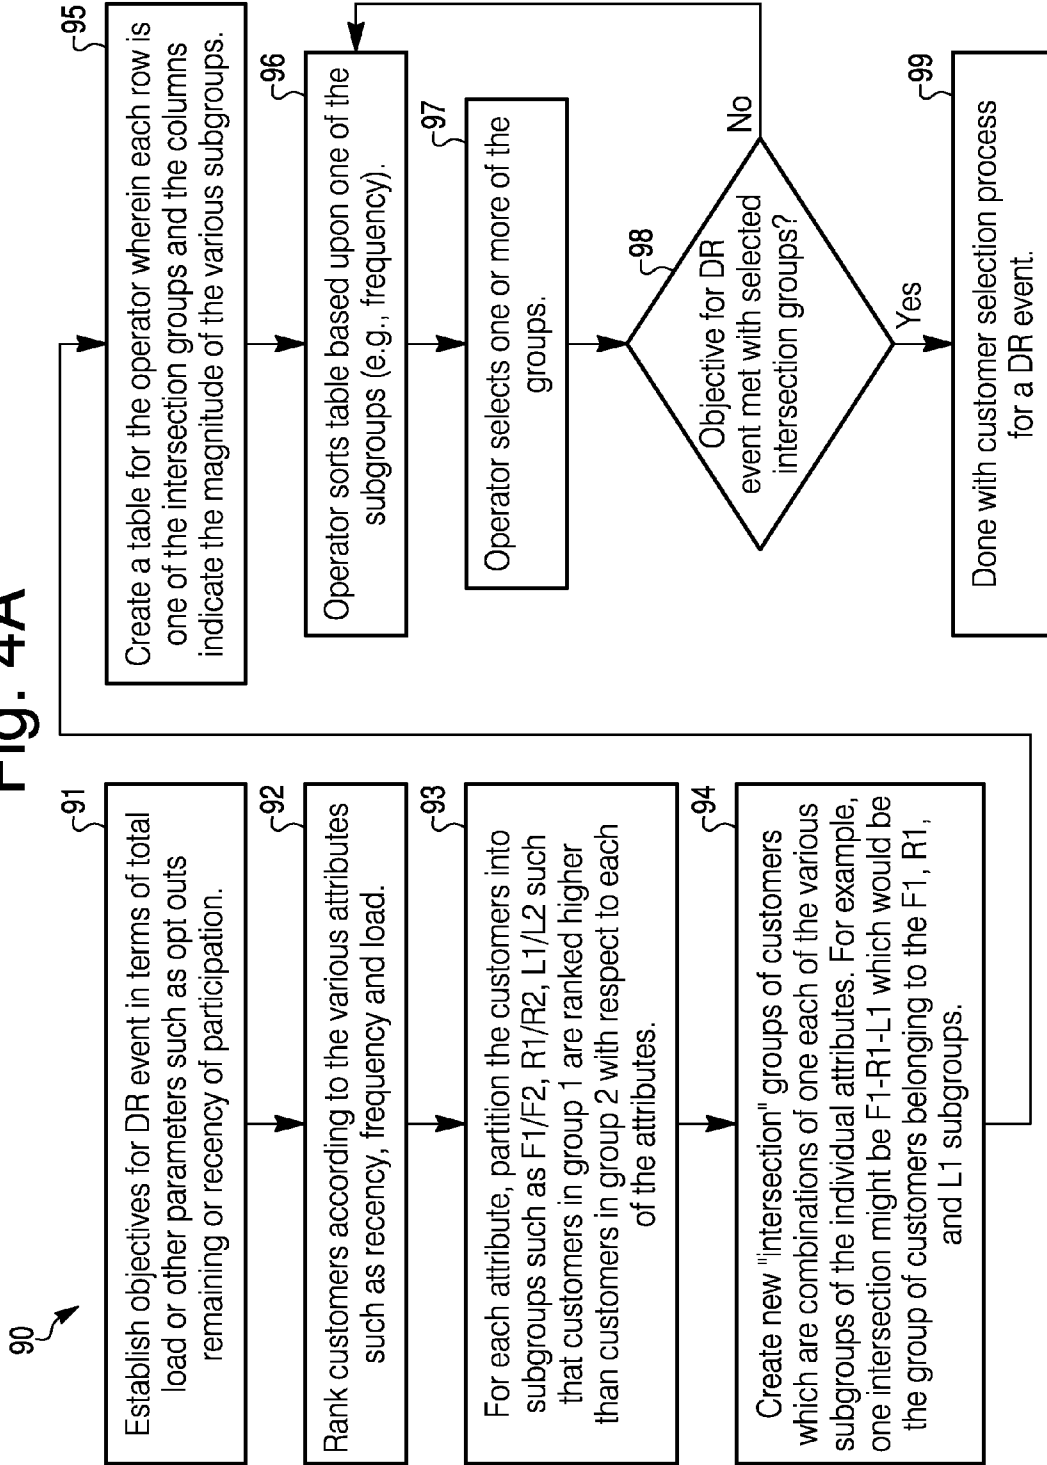 Fig. 4A
90
91
Establish objectives for DR event in terms of total
load or other parameters such as opt outs
remaining or recency of participation.
92
Rank customers according to the various attributes
such as recency, frequency and load.
93
For each attribute, partition the customers into
subgroups such as F1/F2, R1/R2, L1/L2 such
that customers in group 1 are ranked higher
than customers in group 2 with respect to each
of the attributes.
94
Create new "intersection" groups of customers
which are combinations of one each of the various
subgroups of the individual attributes. For example,
one intersection might be F1-R1-L1 which would be
the group of customers belonging to the F1, R1,
and L1 subgroups.
95
Create a table for the operator wherein each row is
one of the intersection groups and the columns
indicate the magnitude of the various subgroups.
96
Operator sorts table based upon one of the
subgroups (e.g., frequency).
97
Operator selects one or more of the
groups.
98
Objective for DR
event met with selected
intersection groups?
No
Yes
99
Done with customer selection process
for a DR event.